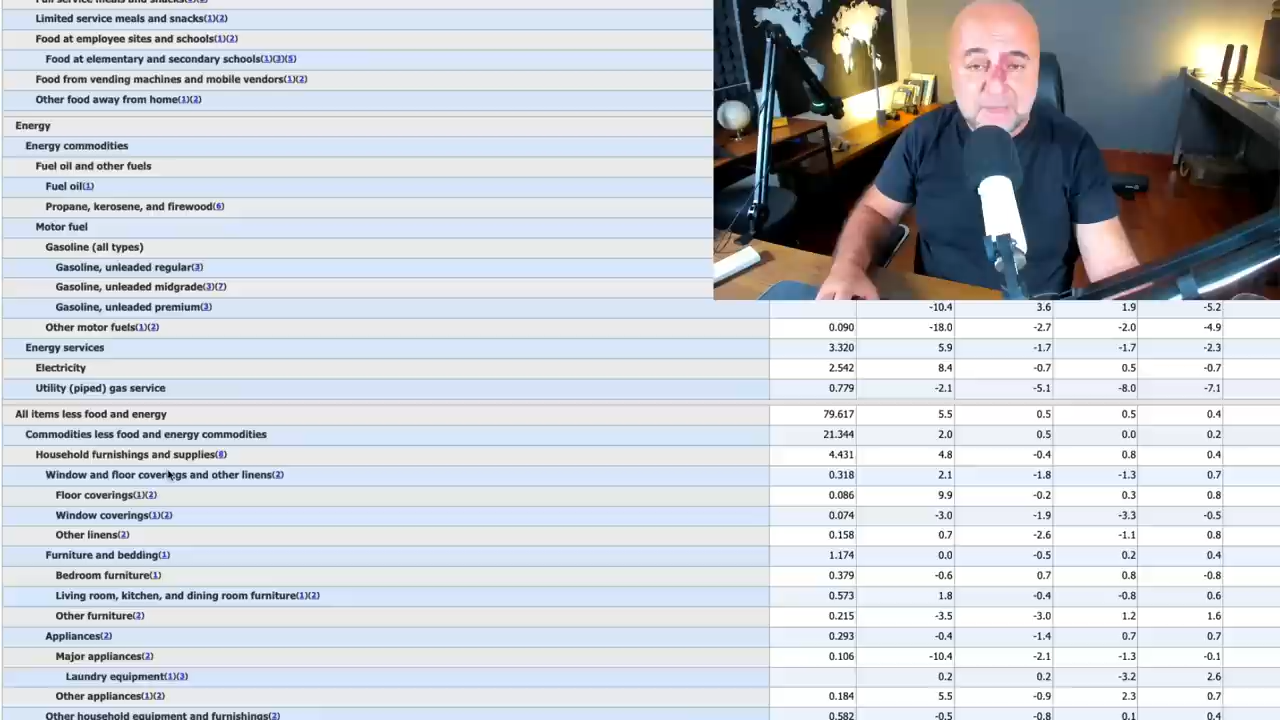 Limited service meals and snacks(1)(2)
Food at employee sites and schools(1)(2)
Food at elementary and secondary schools(1)(3)(5)
Food from vending machines and mobile vendors(1)(2)
Other food away from home(1)(2)
Energy
Energy commodities
Fuel oil and other fuels
Fuel oil(1)
Propane, kerosene, and firewood(6)
Motor fuel
Gasoline (all types)
Gasoline, unleaded regular(3)
Gasoline, unleaded midgrade(3)(7)
Gasoline, unleaded premium(3) -10.4 3.6 1.9 -5.2
Other motor fuels(1)(2) 0.090 -18.0 -2.7 -2.0 -4.9
Energy services 3.320 5.9 -1.7 -1.7 -2.3
Electricity 2.542 8.4 -0.7 0.5 -0.7
Utility (piped) gas service 0.779 -2.1 -5.1 -8.0 -7.1
All items less food and energy 79.617 5.5 0.5 0.5 0.4
Commodities less food and energy commodities 21.344 2.0 0.5 0.0 0.2
Household furnishings and supplies(8) 4.431 4.8 -0.4 0.8 0.4
Window and floor coverings and other linens(2) 0.318 2.1 -1.8 -1.3 0.7
Floor coverings(1)(2) 0.086 9.9 -0.2 0.3 0.8
Window coverings(1)(2) 0.074 -3.0 -1.9 -3.3 -0.5
Other linens(2) 0.158 0.7 -2.6 -1.1 0.8
Furniture and bedding(1) 1.174 0.0 -0.5 0.2 0.4
Bedroom furniture(1) 0.379 -0.6 0.7 0.8 -0.8
Living room, kitchen, and dining room furniture(1)(2) 0.573 1.8 -0.4 -0.8 0.6
Other furniture(2) 0.215 -3.5 -3.0 1.2 1.6
Appliances(2) 0.293 -0.4 -1.4 0.7 0.7
Major appliances(2) 0.106 -10.4 -2.1 -1.3 -0.1
Laundry equipment(1)(3) 0.2 0.2 -3.2 2.6
Other appliances(1)(2) 0.184 5.5 -0.9 2.3 0.7
Other household equipment and furnishings(2) 0.582 -0.5 -0.8 0.1 0.4